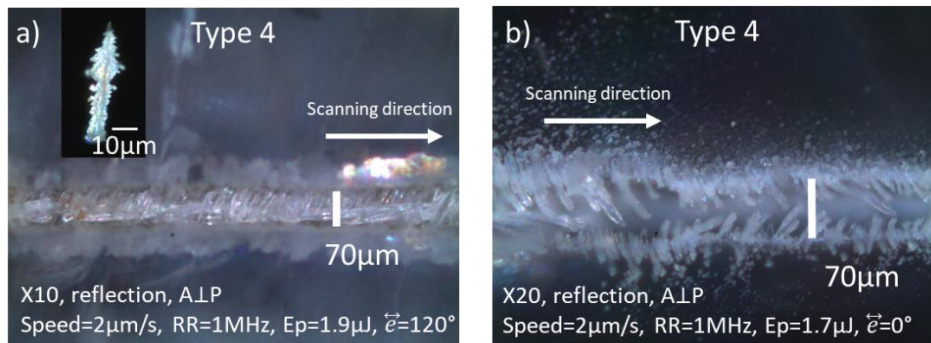 a)
Type 4
Scanning direction
10μm
70μm
X10, reflection, A⊥P
Speed=2μm/s, RR=1MHz, Ep=1.9μJ, e⃡=120°
b)
Type 4
Scanning direction
70μm
X20, reflection, A⊥P
Speed=2μm/s, RR=1MHz, Ep=1.7μJ, e⃡=0°